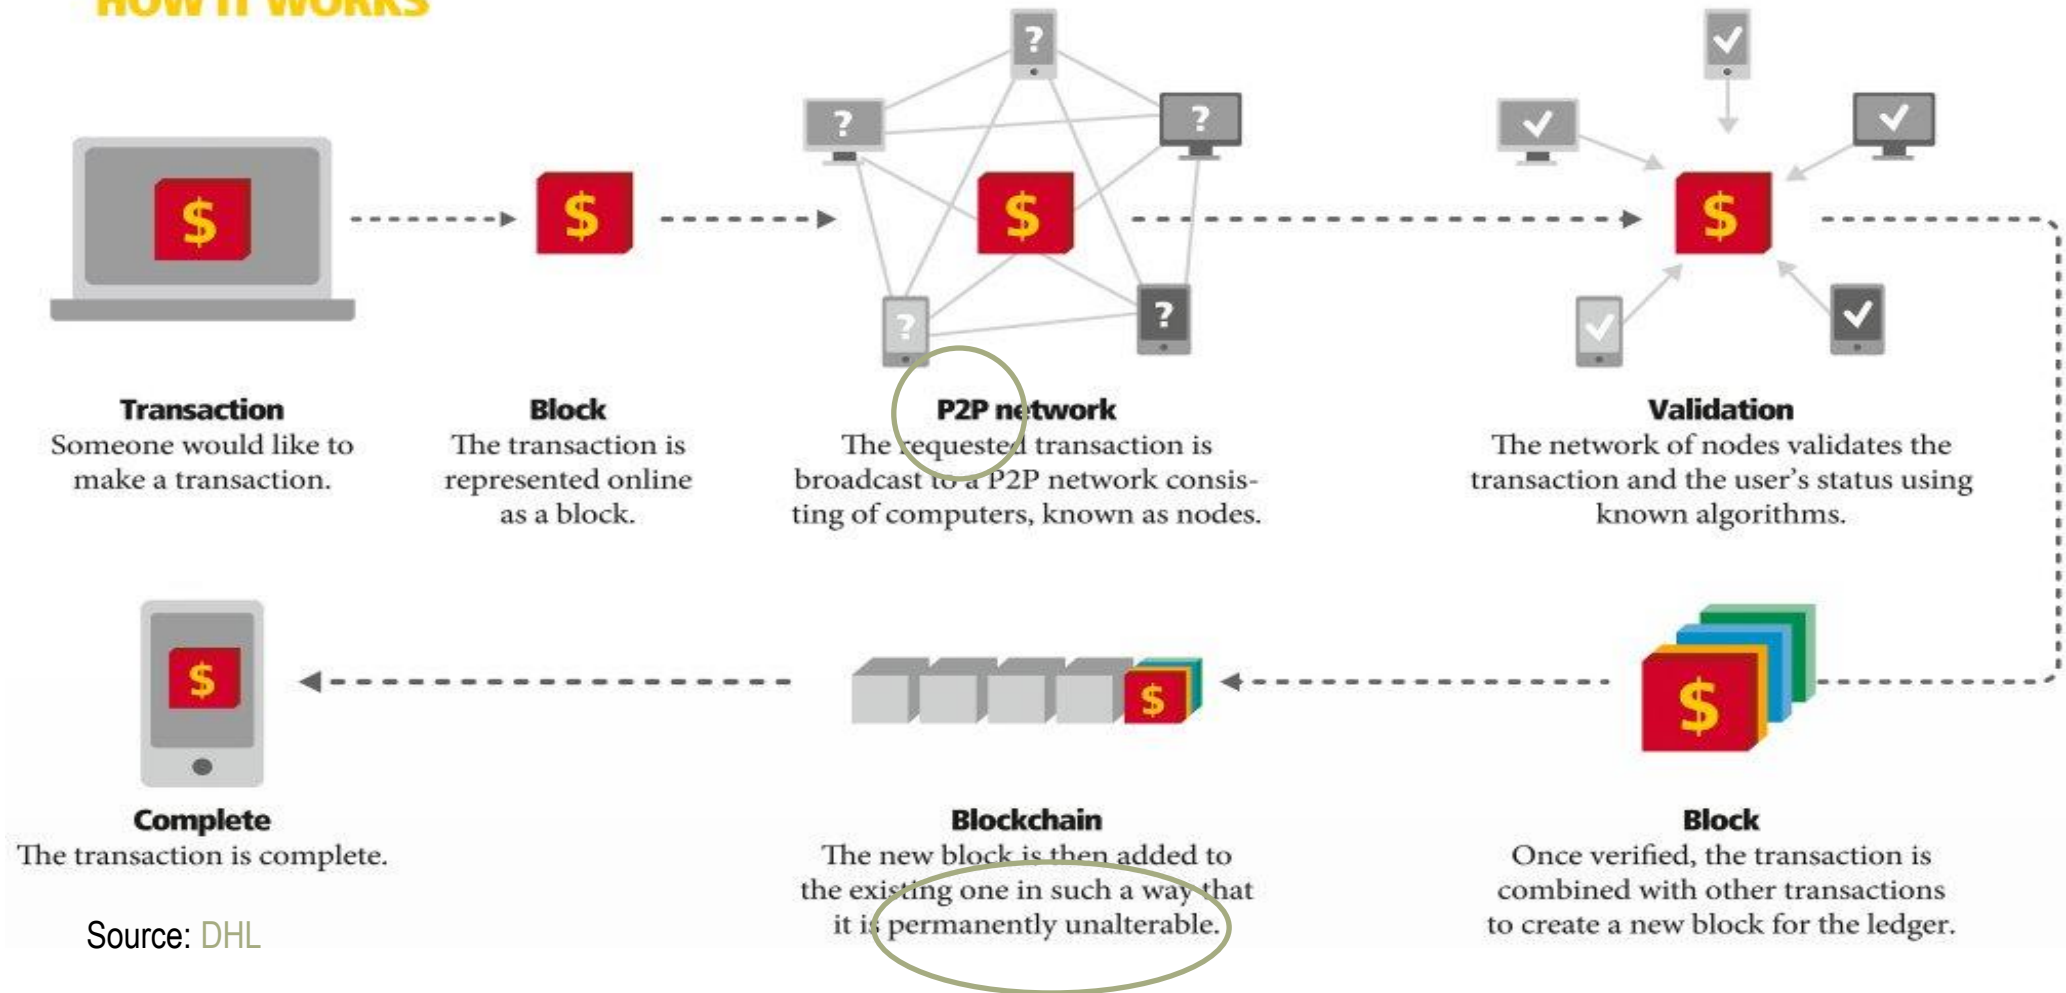 HOW IT WORKS
$
$
?
?
?
$
?
?
$
Transaction
Someone would like to
make a transaction.
Block
The transaction is
represented online
as a block.
P2P network
The requested transaction is
broadcast to a P2P network consis-
ting of computers, known as nodes.
Validation
The network of nodes validates the
transaction and the user's status using
known algorithms.
$
$
$
Complete
The transaction is complete.
Blockchain
The new block is then added to
the existing one in such a way that
it is permanently unalterable.
Block
Once verified, the transaction is
combined with other transactions
to create a new block for the ledger.
Source: DHL